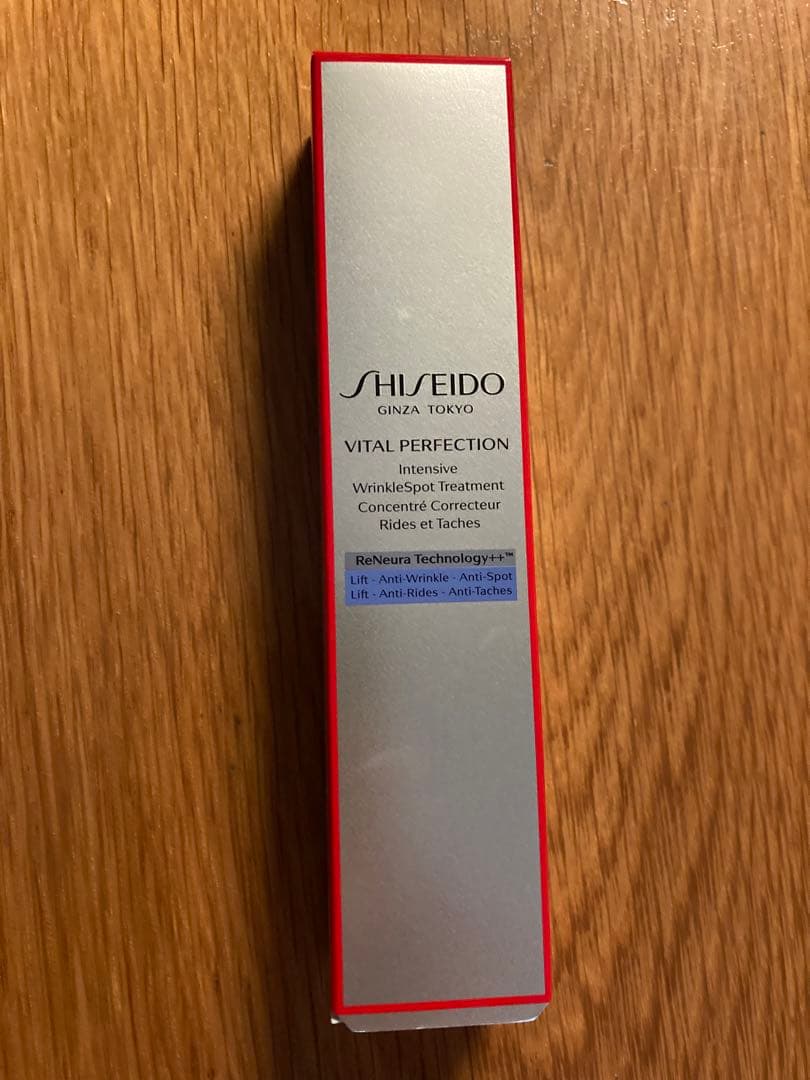 SHISEIDO
GINZA TOKYO
VITAL PERFECTION
Intensive
WrinkleSpot Treatment
Concentré Correcteur
Rides et Taches
ReNeura Technology++™
Lift - Anti-Wrinkle - Anti-Spot
Lift - Anti-Rides - Anti-Taches